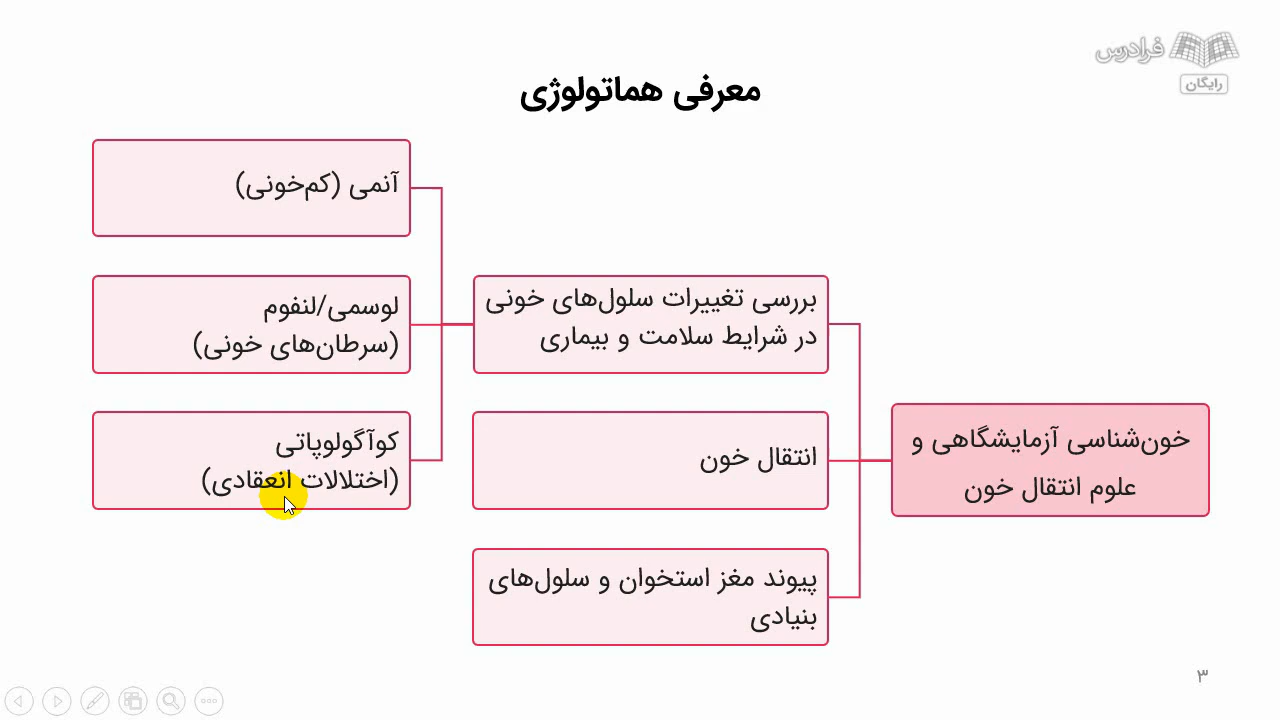 فرادرس
رایگان
معرفی هماتولوژی
خون‌شناسی آزمایشگاهی و
علوم انتقال خون
بررسی تغییرات سلول‌های خونی
در شرایط سلامت و بیماری
انتقال خون
پیوند مغز استخوان و سلول‌های
بنیادی
آنمی (کم‌خونی)
لوسمی/لنفوم
(سرطان‌های خونی)
کوآگولوپاتی
(اختلالات انعقادی)
۳